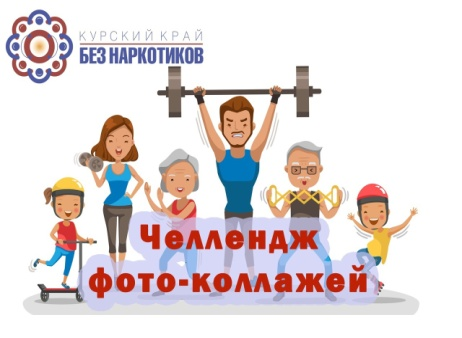 КУРСКИЙ КРАЙ
БЕЗ НАРКОТИКОВ
Челлендж
фото-коллажей